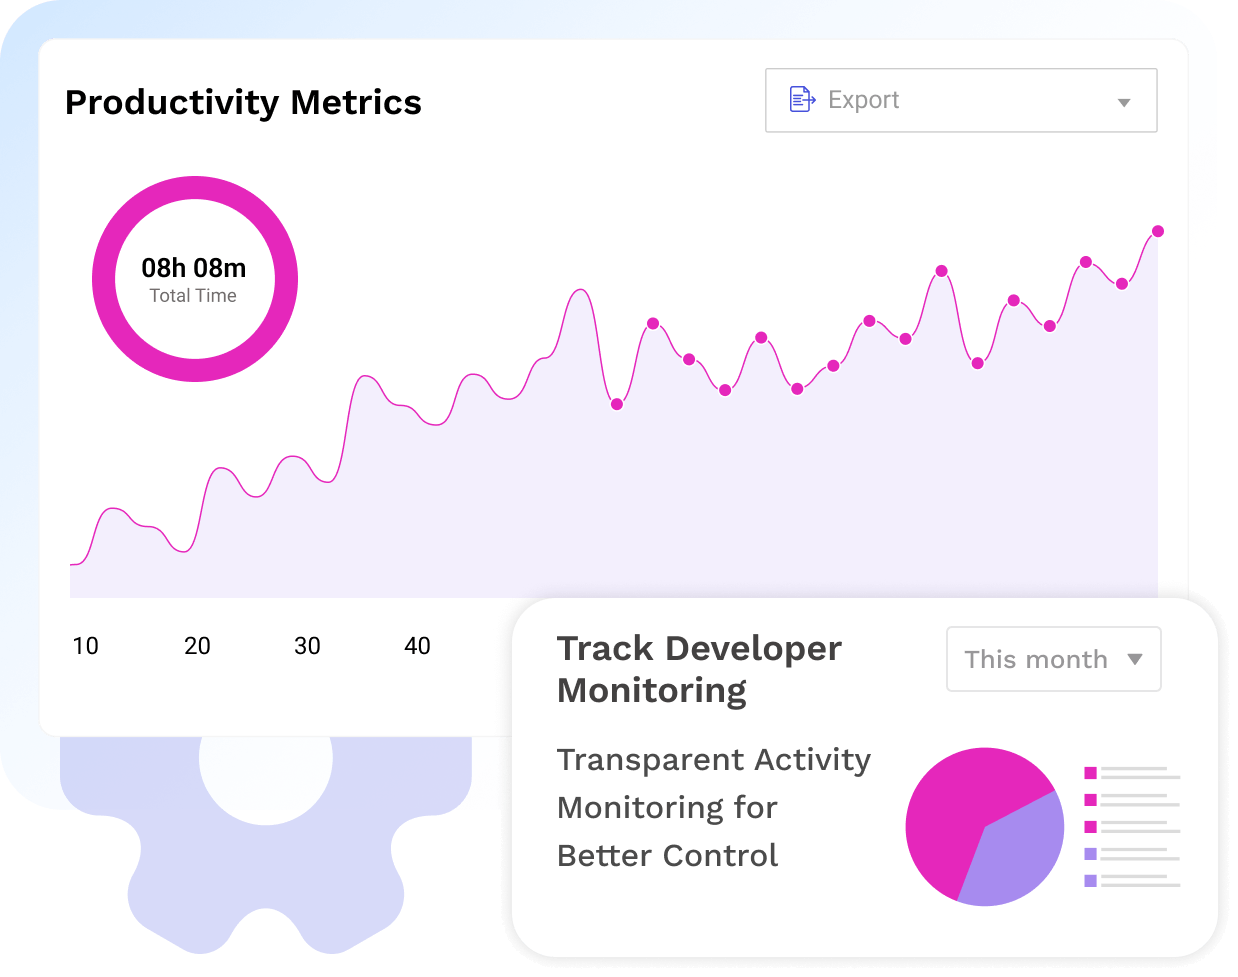 Productivity Metrics
Export
08h 08m
Total Time
10 20 30 40
Track Developer
Monitoring
This month
Transparent Activity
Monitoring for
Better Control